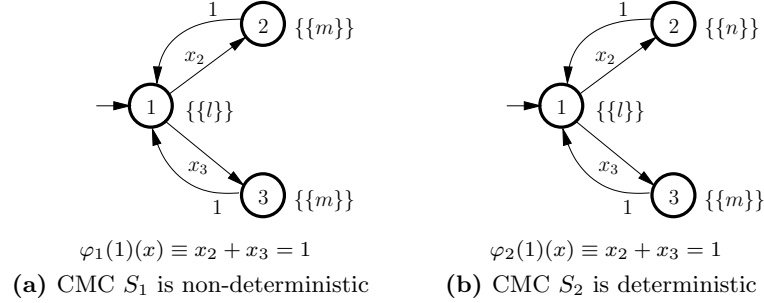 1
2
{{m}}
x2
1
{{l}}
x3
3
{{m}}
1
φ1(1)(x) ≡ x2 + x3 = 1
(a) CMC S1 is non-deterministic
1
2
{{n}}
x2
1
{{l}}
x3
3
{{m}}
1
φ2(1)(x) ≡ x2 + x3 = 1
(b) CMC S2 is deterministic